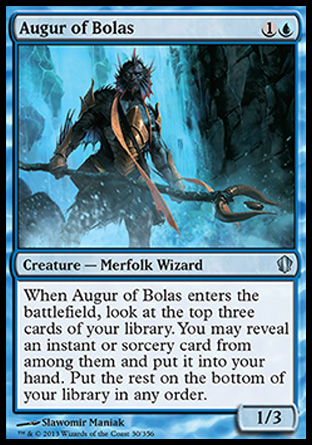 Augur of Bolas 1
Creature — Merfolk Wizard
When Augur of Bolas enters the
battlefield, look at the top three
cards of your library. You may reveal
an instant or sorcery card from
among them and put it into your
hand. Put the rest on the bottom of
your library in any order.
Slawomir Maniak
™ & © 2013 Wizards of the Coast 30/356
1/3